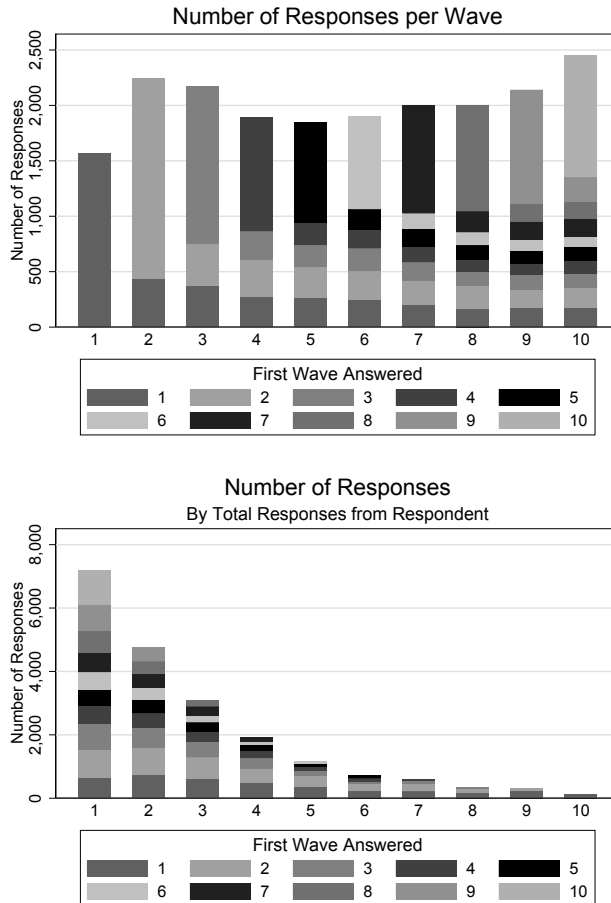 Number of Responses per Wave
Number of Responses
2,500
2,000
1,500
1,000
500
0
1 2 3 4 5 6 7 8 9 10
First Wave Answered
1 2 3 4 5
6 7 8 9 10
Number of Responses
By Total Responses from Respondent
Number of Responses
8,000
6,000
4,000
2,000
0
1 2 3 4 5 6 7 8 9 10
First Wave Answered
1 2 3 4 5
6 7 8 9 10